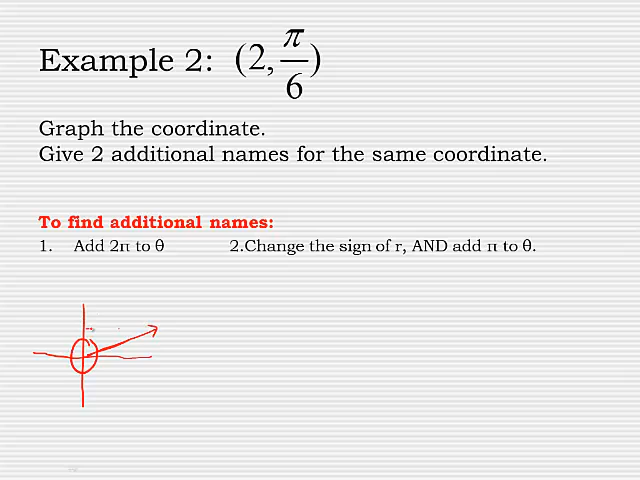 Example 2: (2, π/6)
Graph the coordinate.
Give 2 additional names for the same coordinate.
To find additional names:
1. Add 2π to θ 2.Change the sign of r, AND add π to θ.